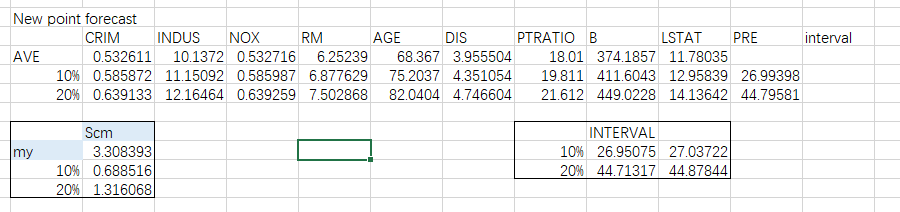 New point forecast
CRIM INDUS NOX RM AGE DIS PTRATIO B LSTAT PRE interval
AVE 0.532611 10.1372 0.532716 6.25239 68.367 3.955504 18.01 374.1857 11.78035
10% 0.585872 11.15092 0.585987 6.877629 75.2037 4.351054 19.811 411.6043 12.95839 26.99398
20% 0.639133 12.16464 0.639259 7.502868 82.0404 4.746604 21.612 449.0228 14.13642 44.79581
Scm INTERVAL
my 3.308393 10% 26.95075 27.03722
10% 0.688516 20% 44.71317 44.87844
20% 1.316068